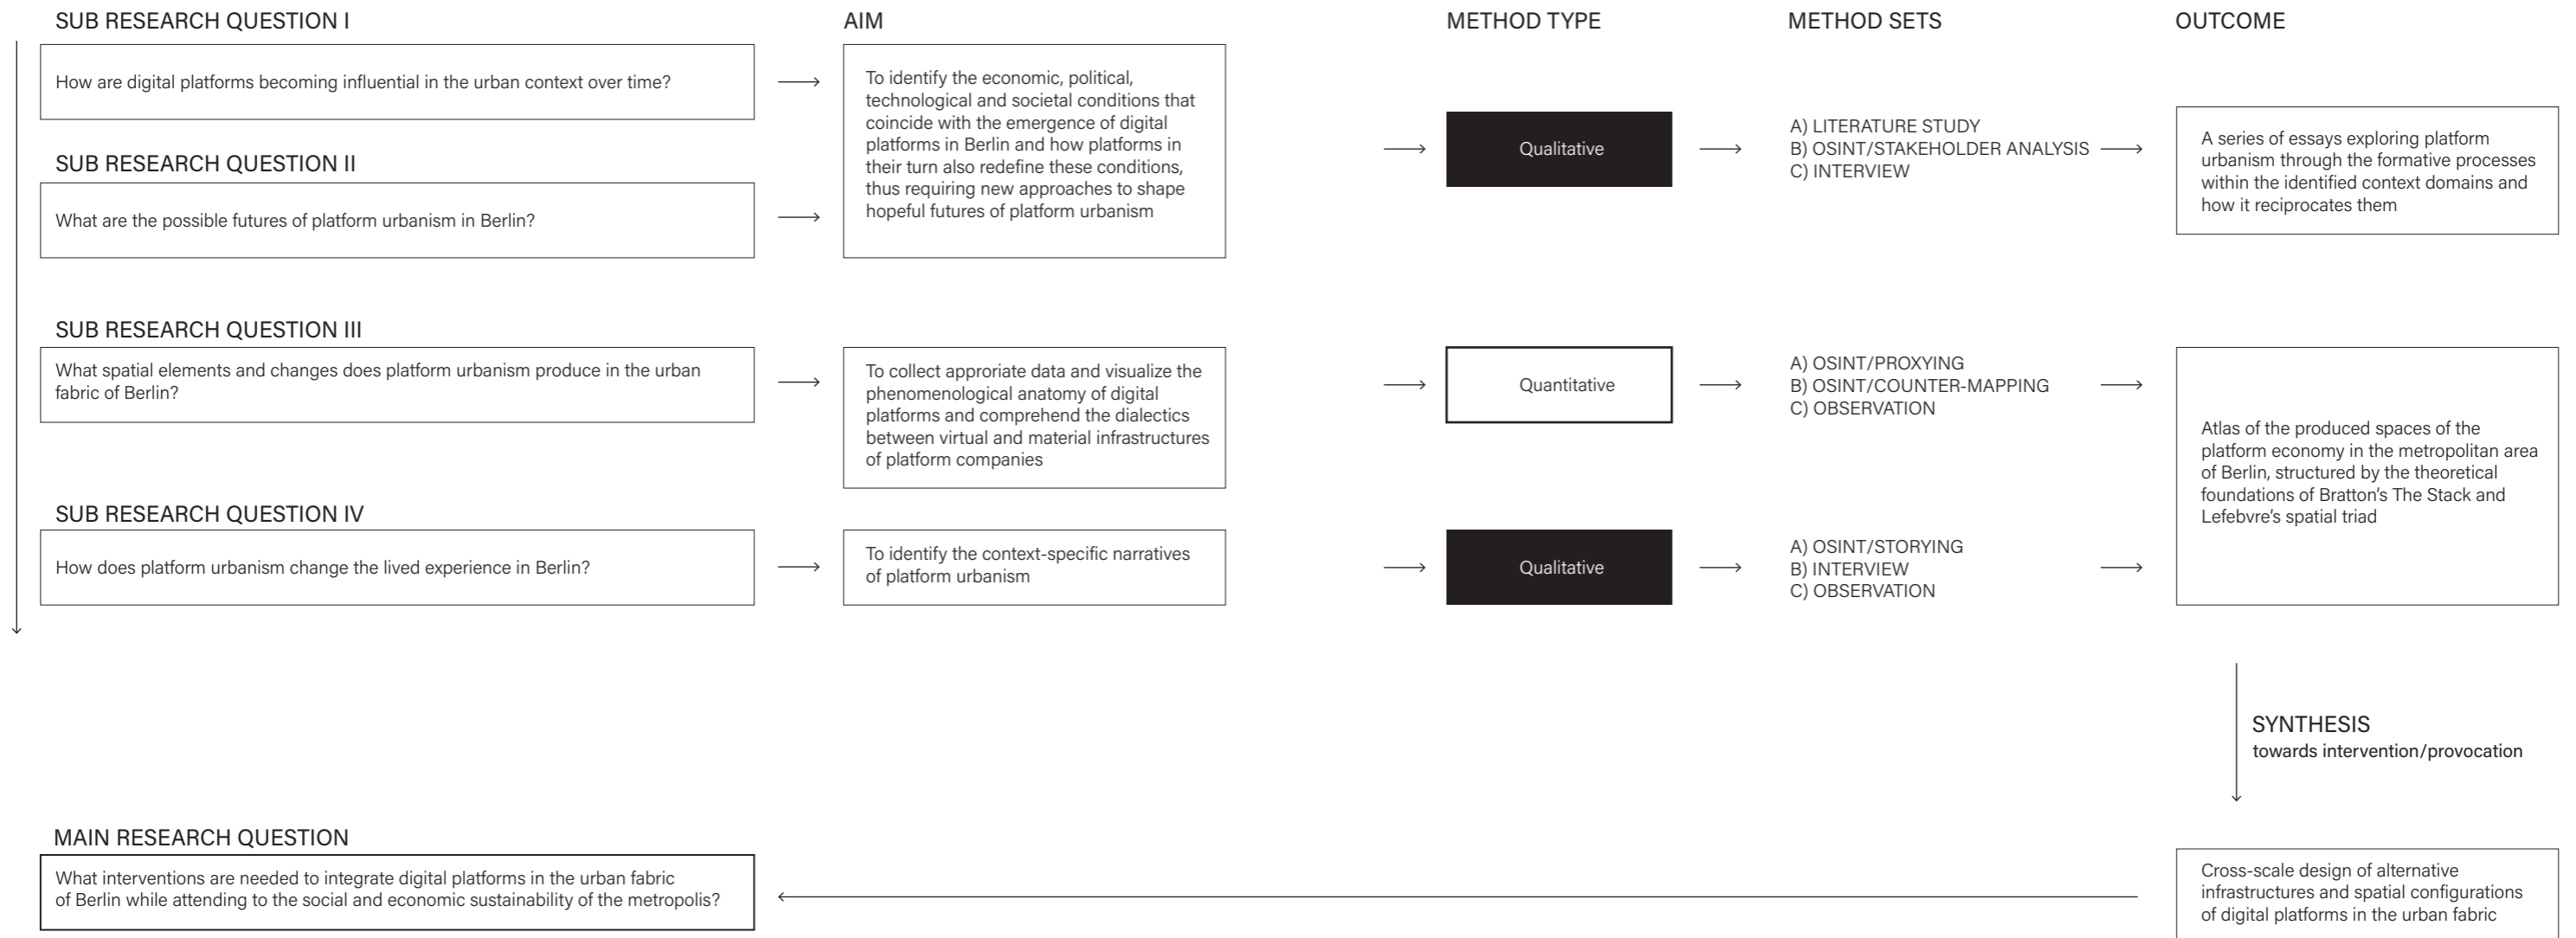 SUB RESEARCH QUESTION I
How are digital platforms becoming influential in the urban context over time?
SUB RESEARCH QUESTION II
What are the possible futures of platform urbanism in Berlin?
AIM
To identify the economic, political,
technological and societal conditions that
coincide with the emergence of digital
platforms in Berlin and how platforms in
their turn also redefine these conditions,
thus requiring new approaches to shape
hopeful futures of platform urbanism
METHOD TYPE
Qualitative
METHOD SETS
A) LITERATURE STUDY
B) OSINT/STAKEHOLDER ANALYSIS
C) INTERVIEW
OUTCOME
A series of essays exploring platform
urbanism through the formative processes
within the identified context domains and
how it reciprocates them
SUB RESEARCH QUESTION III
What spatial elements and changes does platform urbanism produce in the urban
fabric of Berlin?
To collect approriate data and visualize the
phenomenological anatomy of digital
platforms and comprehend the dialectics
between virtual and material infrastructures
of platform companies
Quantitative
A) OSINT/PROXYING
B) OSINT/COUNTER-MAPPING
C) OBSERVATION
Atlas of the produced spaces of the
platform economy in the metropolitan area
of Berlin, structured by the theoretical
foundations of Bratton's The Stack and
Lefebvre's spatial triad
SUB RESEARCH QUESTION IV
How does platform urbanism change the lived experience in Berlin?
To identify the context-specific narratives
of platform urbanism
Qualitative
A) OSINT/STORYING
B) INTERVIEW
C) OBSERVATION
SYNTHESIS
towards intervention/provocation
MAIN RESEARCH QUESTION
What interventions are needed to integrate digital platforms in the urban fabric
of Berlin while attending to the social and economic sustainability of the metropolis?
Cross-scale design of alternative
infrastructures and spatial configurations
of digital platforms in the urban fabric